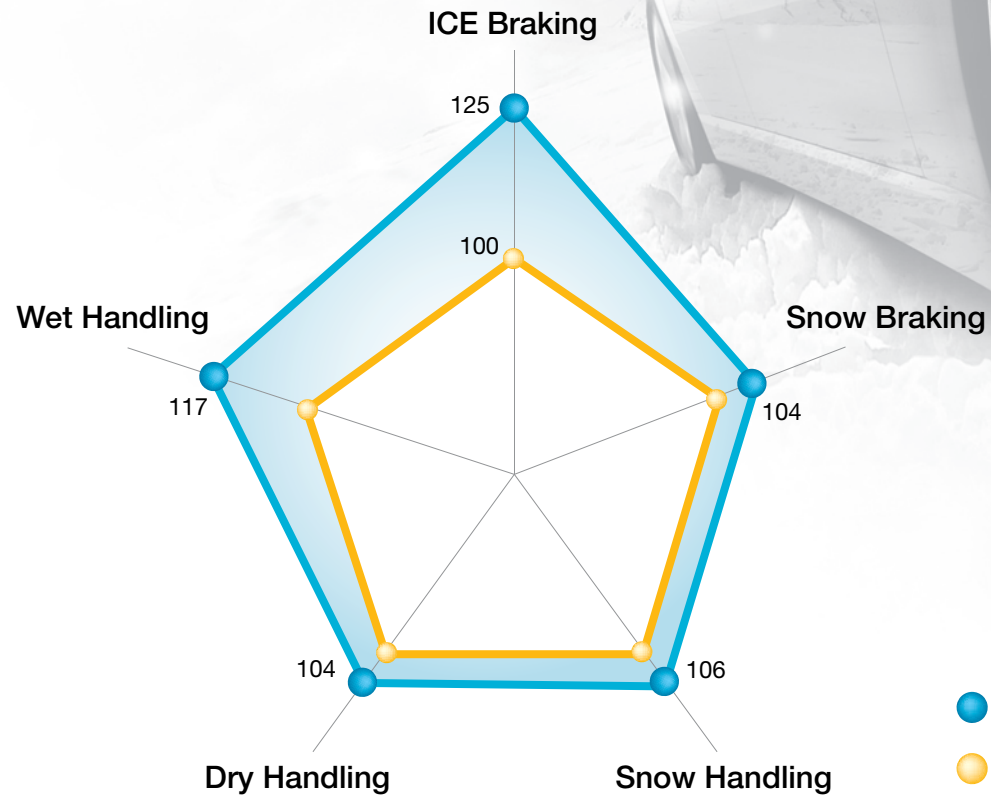 ICE Braking
125
100
Wet Handling
Snow Braking
117
104
104
106
Dry Handling
Snow Handling